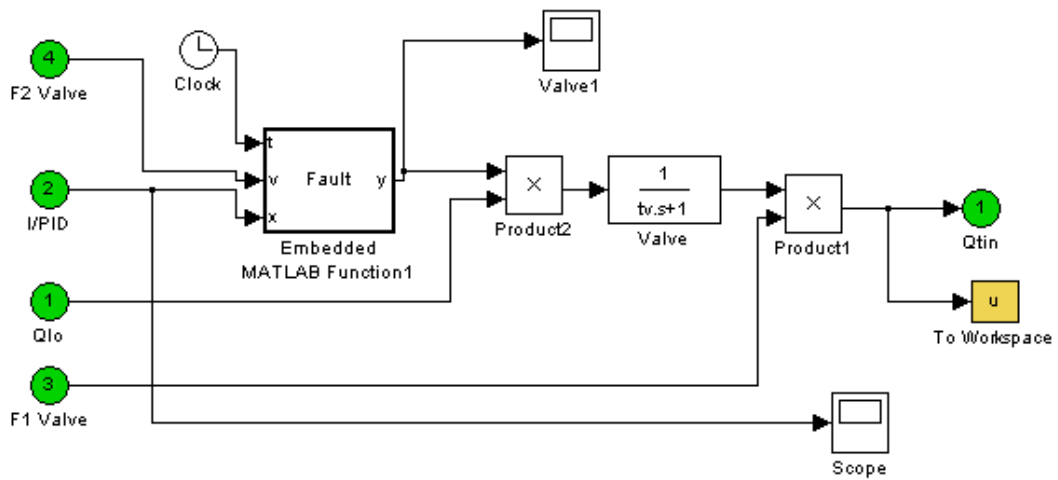 4
F2 Valve
Clock
Valve1
t
v
x
Fault
y
Embedded
MATLAB Function1
2
I/PID
×
Product2
1
tv.s+1
Valve
×
Product1
1
Qtin
1
Qlo
u
To Workspace
3
F1 Valve
Scope